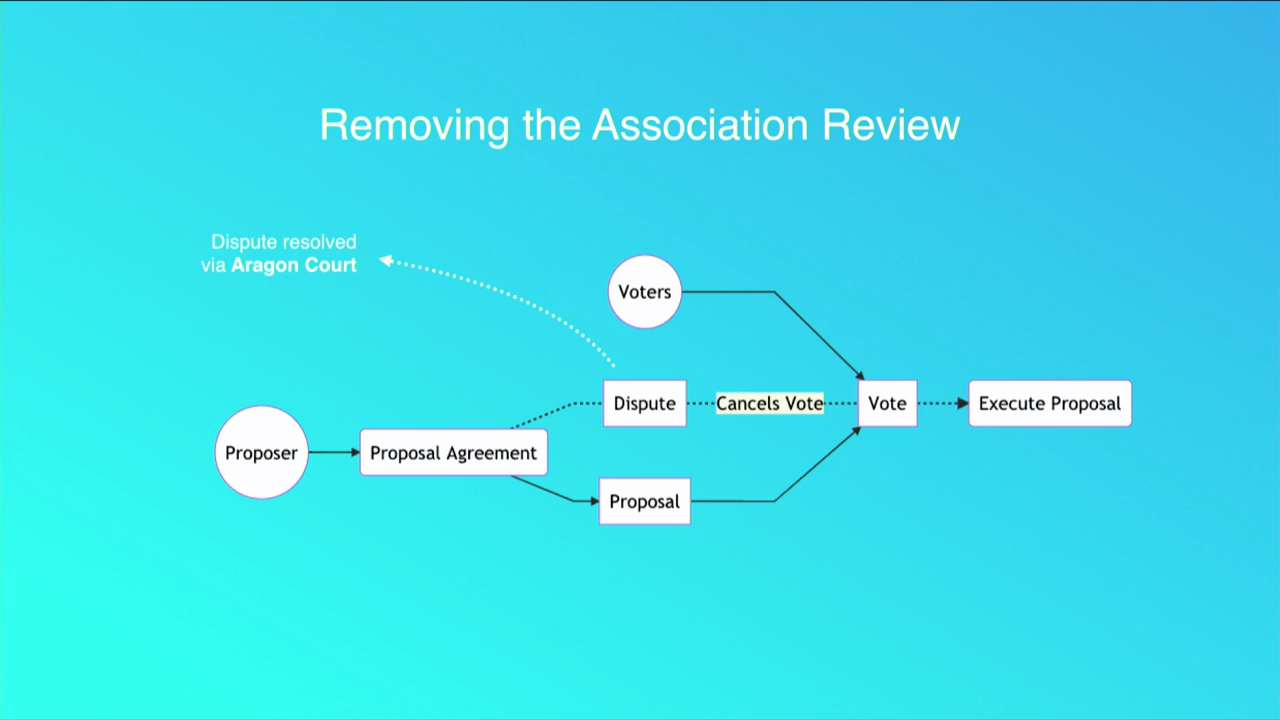 Removing the Association Review
Dispute resolved
via Aragon Court
Voters
Dispute
Cancels Vote
Vote
Execute Proposal
Proposer
Proposal Agreement
Proposal